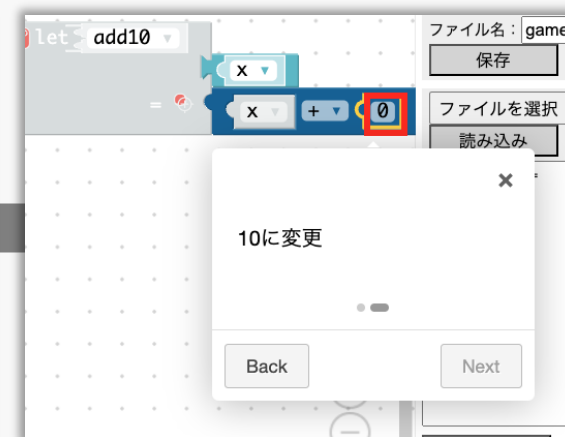 let add10
ファイル名：game
保存
x
= x + 0
ファイルを選択
読み込み
10に変更
Back
Next